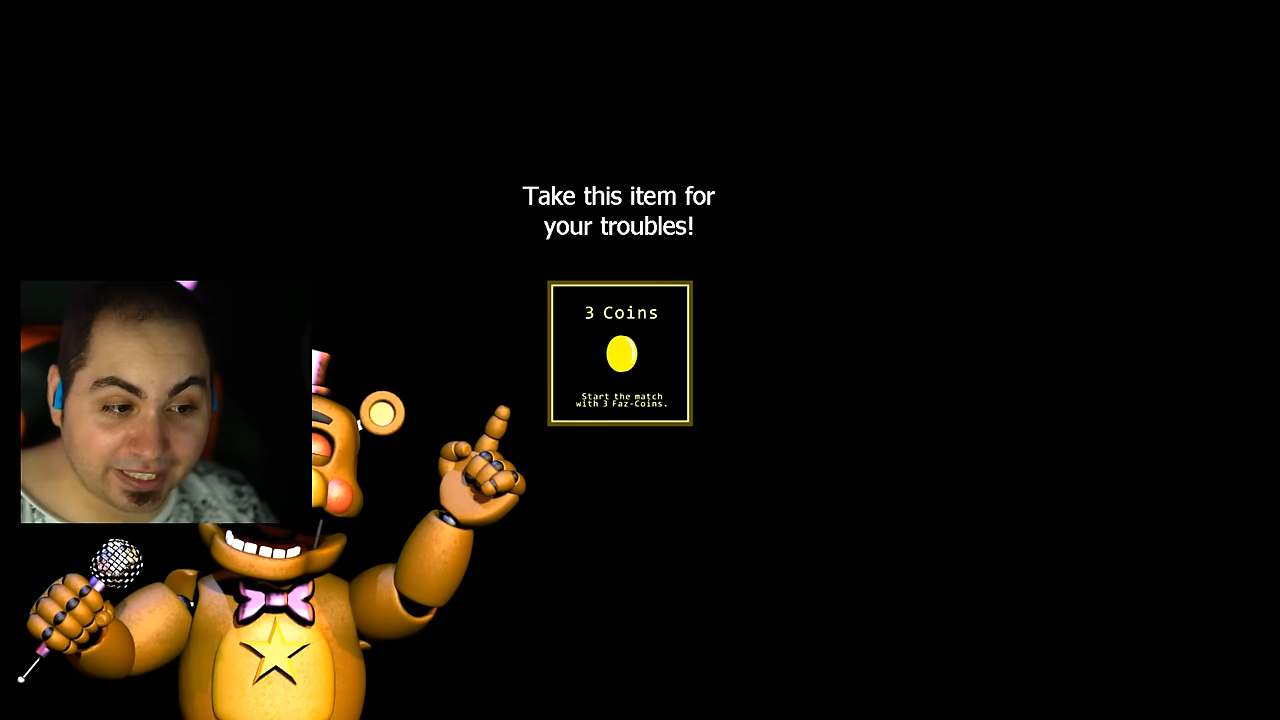 Take this item for
your troubles!
3 Coins
Start the match
with 3 Faz-Coins.